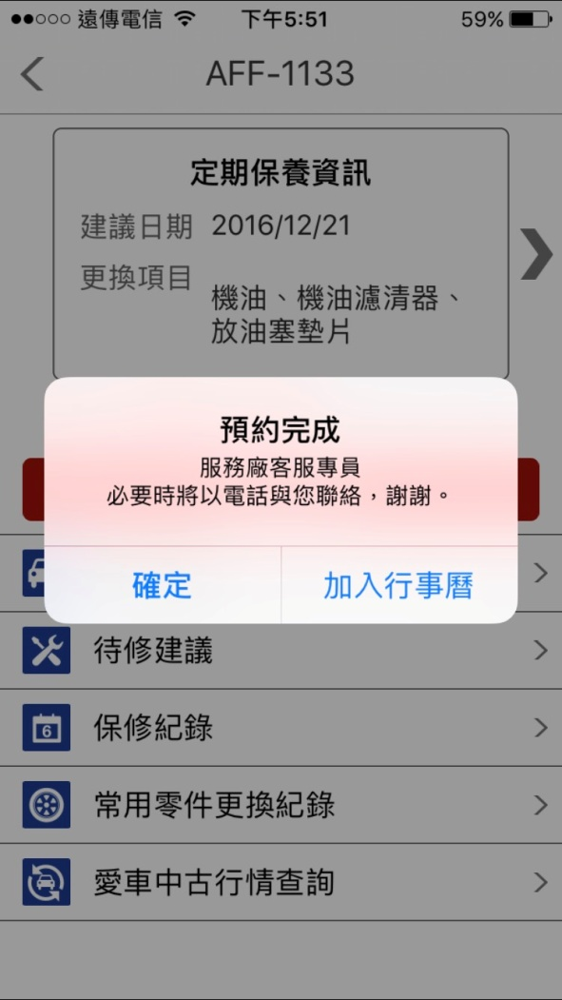 遠傳電信 下午5:51 59%
AFF-1133
定期保養資訊
建議日期 2016/12/21
更換項目
機油、機油濾清器、
放油塞墊片
預約完成
服務廠客服專員
必要時將以電話與您聯絡，謝謝。
確定 加入行事曆
待修建議
6 保修紀錄
常用零件更換紀錄
愛車中古行情查詢